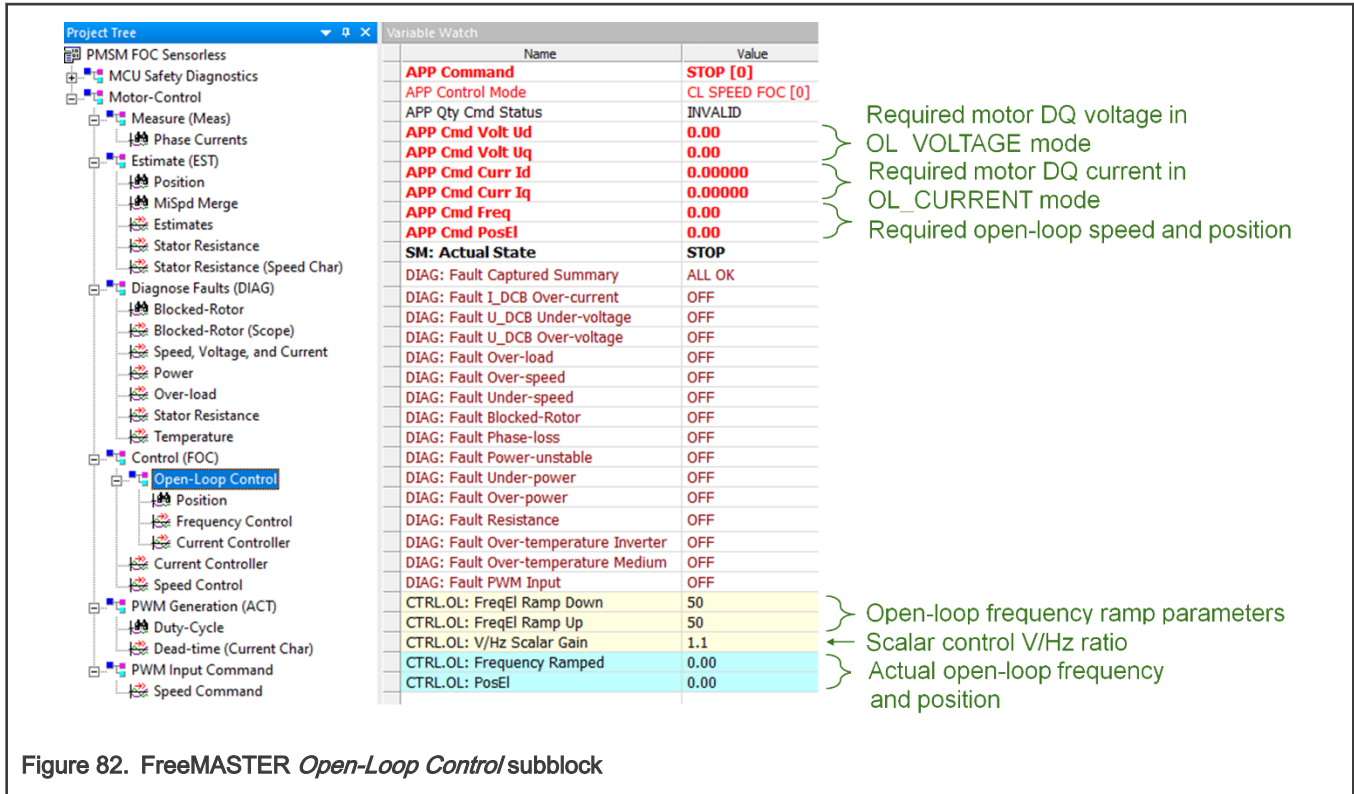 Project Tree
PMSM FOC Sensorless
MCU Safety Diagnostics
Motor-Control
Measure (Meas)
Phase Currents
Estimate (EST)
Position
MiSpd Merge
Estimates
Stator Resistance
Stator Resistance (Speed Char)
Diagnose Faults (DIAG)
Blocked-Rotor
Blocked-Rotor (Scope)
Speed, Voltage, and Current
Power
Over-load
Stator Resistance
Temperature
Control (FOC)
Open-Loop Control
Position
Frequency Control
Current Controller
Current Controller
Speed Control
PWM Generation (ACT)
Duty-Cycle
Dead-time (Current Char)
PWM Input Command
Speed Command
Variable Watch
Name Value
APP Command STOP [0]
APP Control Mode CL SPEED FOC [0]
APP Qty Cmd Status INVALID
APP Cmd Volt Ud 0.00
APP Cmd Volt Uq 0.00
APP Cmd Curr Id 0.00000
APP Cmd Curr Iq 0.00000
APP Cmd Freq 0.00
APP Cmd PosEl 0.00
SM: Actual State STOP
DIAG: Fault Captured Summary ALL OK
DIAG: Fault I_DCB Over-current OFF
DIAG: Fault U_DCB Under-voltage OFF
DIAG: Fault U_DCB Over-voltage OFF
DIAG: Fault Over-load OFF
DIAG: Fault Over-speed OFF
DIAG: Fault Under-speed OFF
DIAG: Fault Blocked-Rotor OFF
DIAG: Fault Phase-loss OFF
DIAG: Fault Power-unstable OFF
DIAG: Fault Under-power OFF
DIAG: Fault Over-power OFF
DIAG: Fault Resistance OFF
DIAG: Fault Over-temperature Inverter OFF
DIAG: Fault Over-temperature Medium OFF
DIAG: Fault PWM Input OFF
CTRL.OL: FreqEl Ramp Down 50
CTRL.OL: FreqEl Ramp Up 50
CTRL.OL: V/Hz Scalar Gain 1.1
CTRL.OL: Frequency Ramped 0.00
CTRL.OL: PosEl 0.00
Required motor DQ voltage in
OL_VOLTAGE mode
Required motor DQ current in
OL_CURRENT mode
Required open-loop speed and position
Open-loop frequency ramp parameters
Scalar control V/Hz ratio
Actual open-loop frequency
and position
Figure 82. FreeMASTER Open-Loop Control subblock